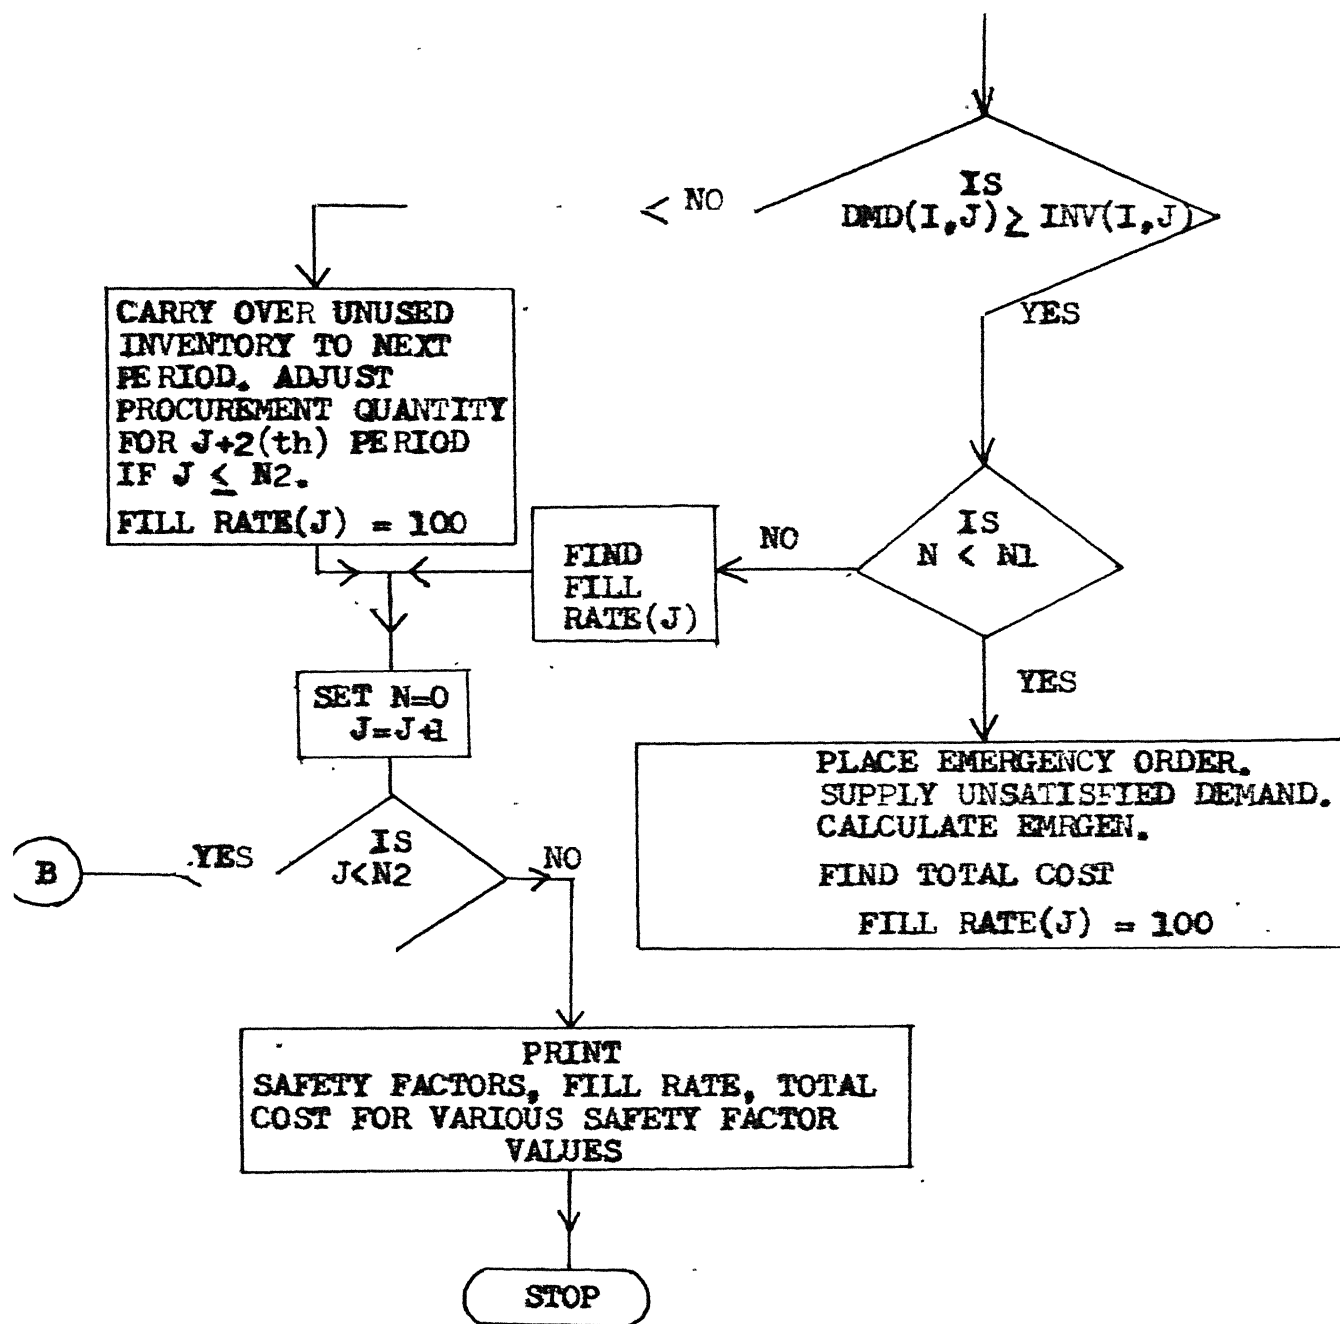 IS
DMD(I,J) ≥ INV(I,J)
NO
YES
CARRY OVER UNUSED
INVENTORY TO NEXT
PERIOD. ADJUST
PROCUREMENT QUANTITY
FOR J+2(th) PERIOD
IF J ≤ N2.
FILL RATE(J) = 100
IS
N < N1
NO
YES
FIND
FILL
RATE(J)
SET N=0
J=J+1
PLACE EMERGENCY ORDER.
SUPPLY UNSATISFIED DEMAND.
CALCULATE EMRGEN.
FIND TOTAL COST
FILL RATE(J) = 100
IS
J<N2
YES
NO
B
PRINT
SAFETY FACTORS, FILL RATE, TOTAL
COST FOR VARIOUS SAFETY FACTOR
VALUES
STOP